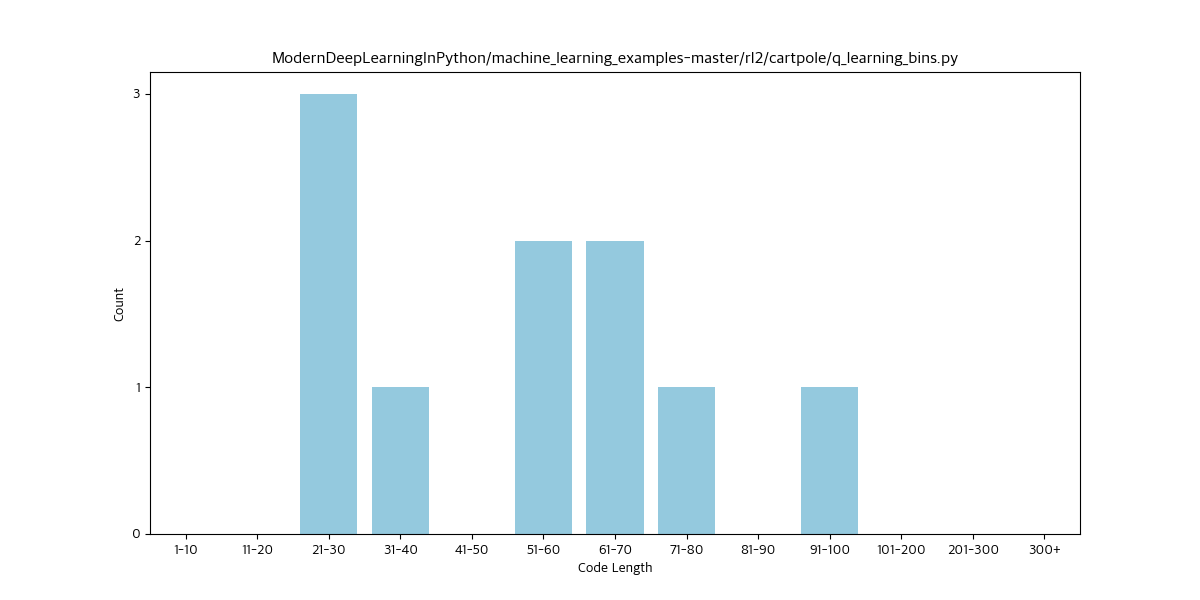 ModernDeepLearningInPython/machine_learning_examples-master/rl2/cartpole/q_learning_bins.py
3
2
1
0
Count
1-10 11-20 21-30 31-40 41-50 51-60 61-70 71-80 81-90 91-100 101-200 201-300 300+
Code Length